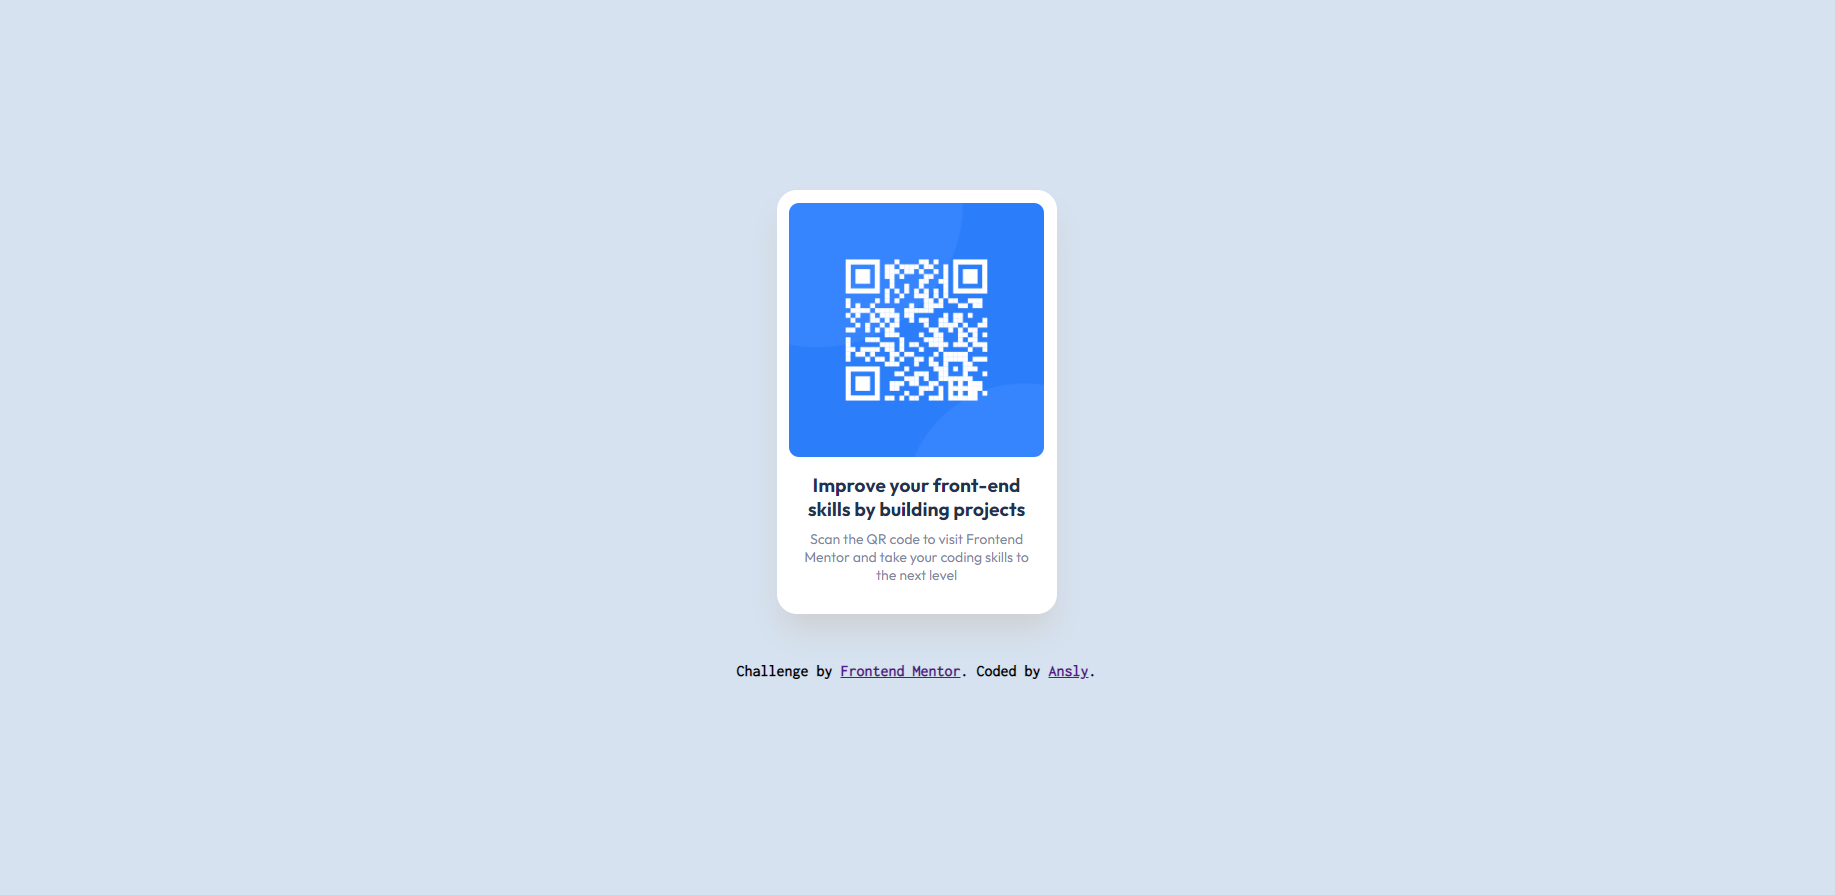 Improve your front-end
skills by building projects
Scan the QR code to visit Frontend
Mentor and take your coding skills to
the next level
Challenge by Frontend Mentor. Coded by Ansly.